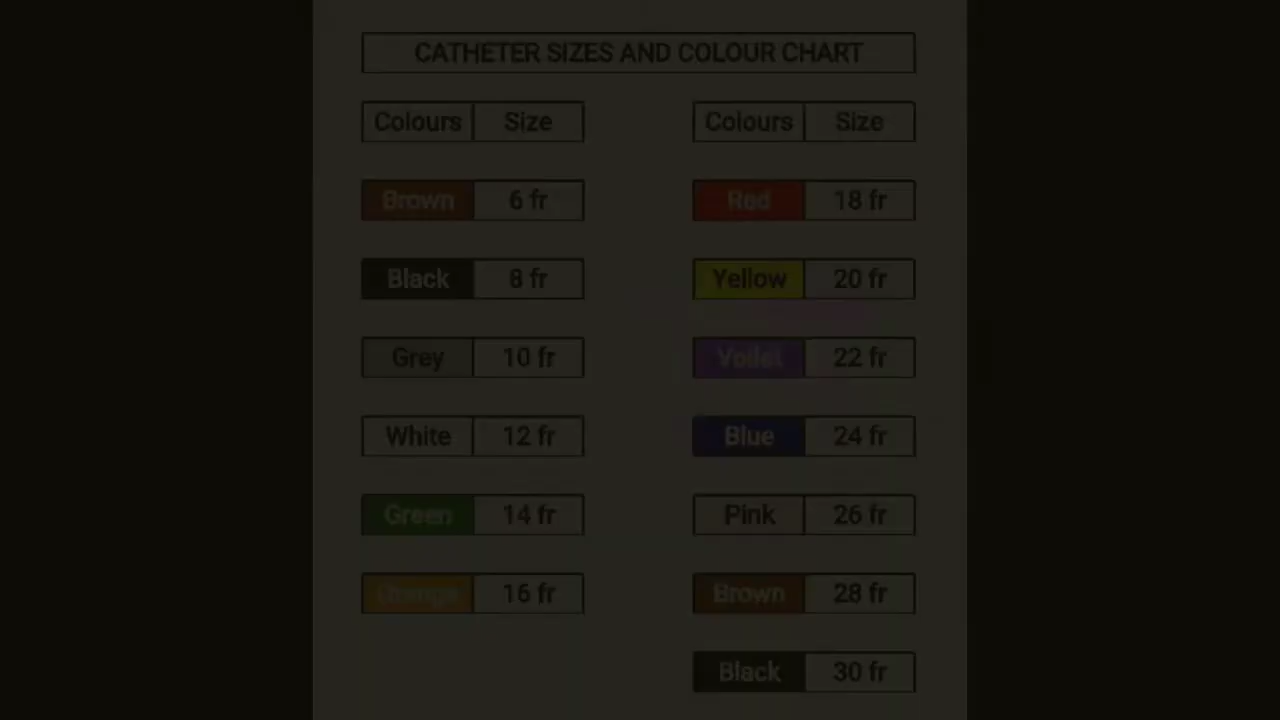 CATHETER SIZES AND COLOUR CHART
Colours Size
Brown 6 fr
Black 8 fr
Grey 10 fr
White 12 fr
Green 14 fr
Orange 16 fr
Colours Size
Red 18 fr
Yellow 20 fr
Voilet 22 fr
Blue 24 fr
Pink 26 fr
Brown 28 fr
Black 30 fr